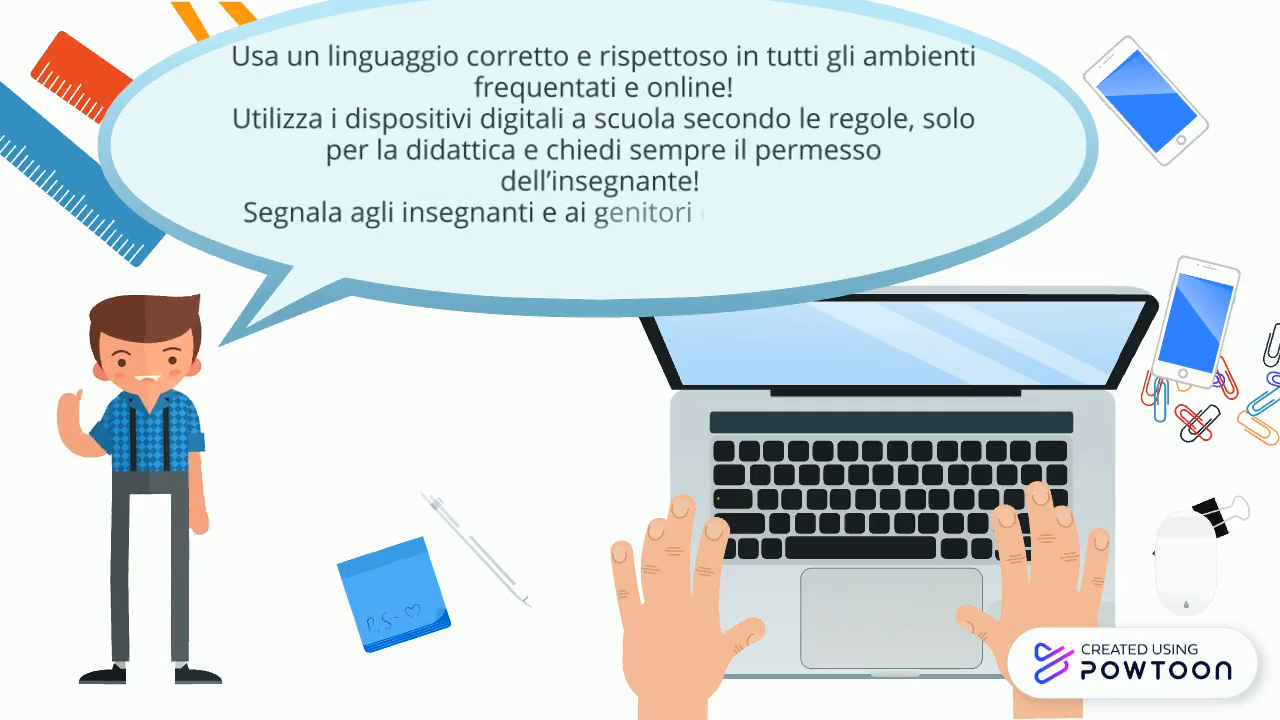 Usa un linguaggio corretto e rispettoso in tutti gli ambienti
frequentati e online!
Utilizza i dispositivi digitali a scuola secondo le regole, solo
per la didattica e chiedi sempre il permesso
dell’insegnante!
Segnala agli insegnanti e ai genitori
P.S-♡
CREATED USING
POWTOON